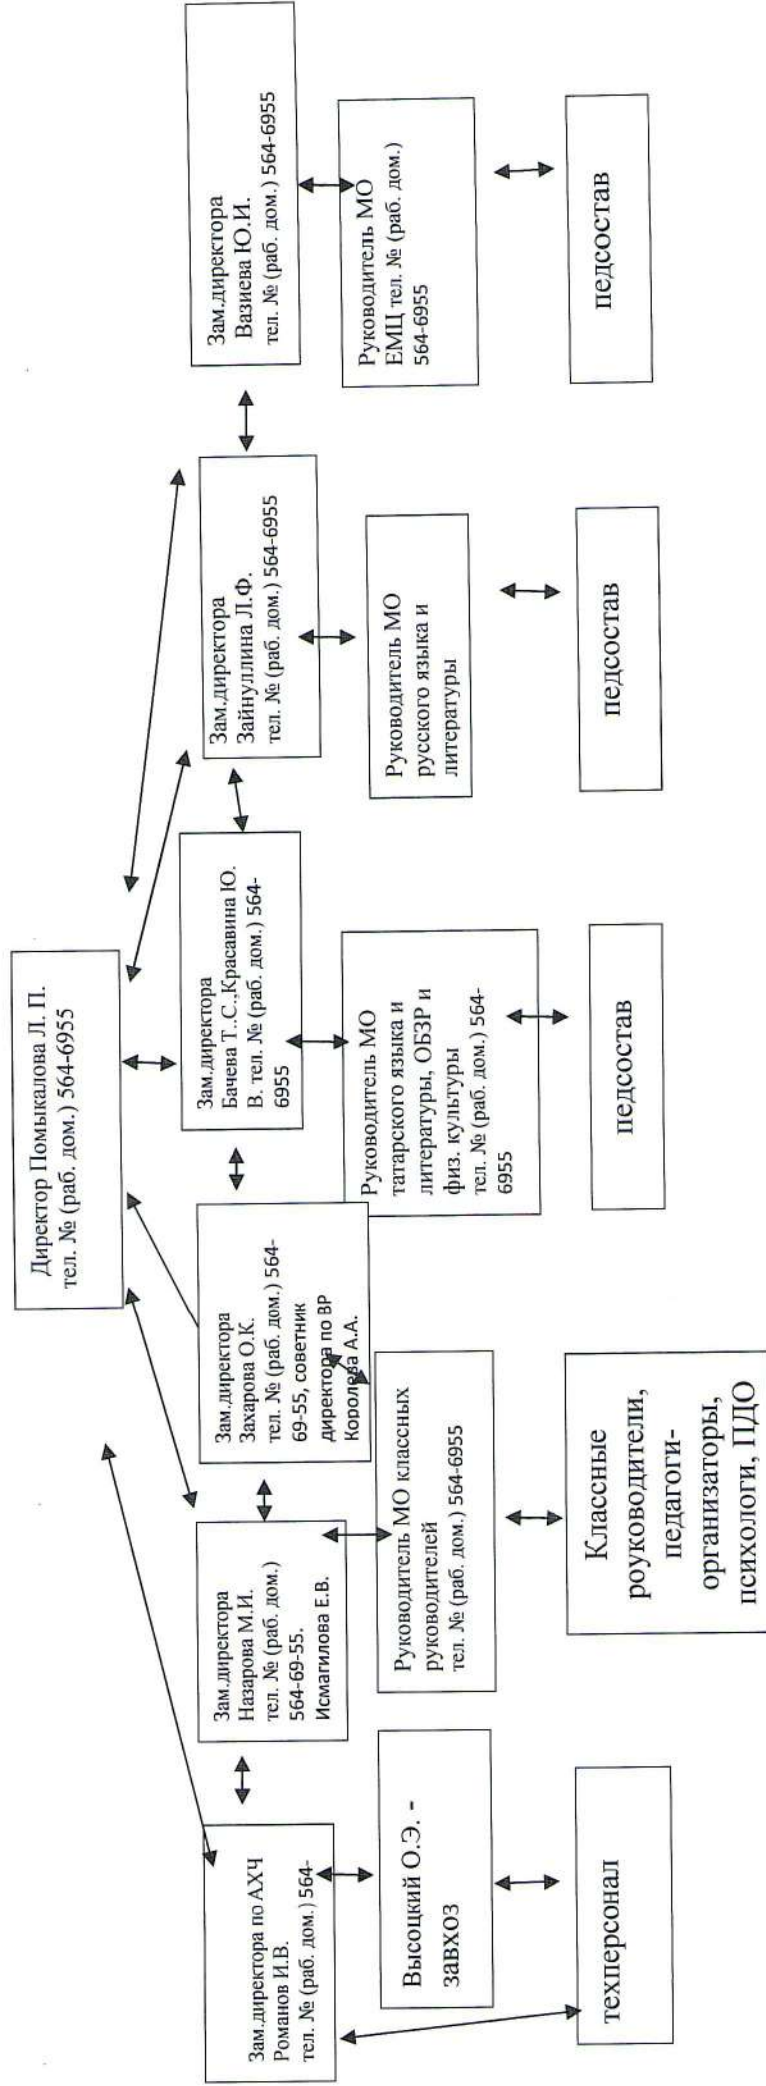 Директор Помыкалова Л. П.
тел. № (раб. дом.) 564-6955
Зам.директора по АХЧ
Романов И.В.
тел. № (раб. дом.) 564-
Зам.директора
Назарова М.И.
тел. № (раб. дом.)
564-69-55.
Исмагилова Е.В.
Зам.директора
Захарова О.К.
тел. № (раб. дом.) 564-
69-55, советник
директора по ВР
Королева А.А.
Зам.директора
Бачева Т..С.,Красавина Ю.
В. тел. № (раб. дом.) 564-
6955
Зам.директора
Зайнуллина Л.Ф.
тел. № (раб. дом.) 564-6955
Зам.директора
Вазиева Ю.И.
тел. № (раб. дом.) 564-6955
Высоцкий О.Э. -
завхоз
Руководитель МО классных
руководителей
тел. № (раб. дом.) 564-6955
Руководитель МО
татарского языка и
литературы, ОБЗР и
физ. культуры
тел. № (раб. дом.) 564-
6955
Руководитель МО
русского языка и
литературы
Руководитель МО
ЕМЦ тел. № (раб. дом.)
564-6955
техперсонал
Классные
роуководители,
педагоги-
организаторы,
психологи, ПДО
педсостав
педсостав
педсостав